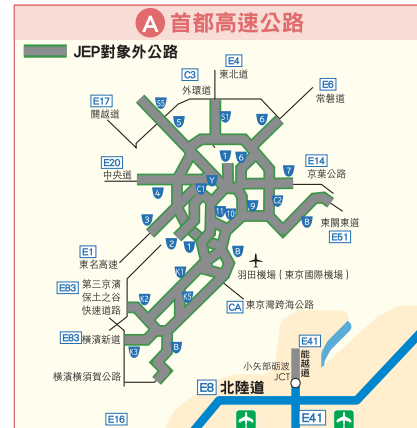 A 首都高速公路
JEP對象外公路
E4
東北道
C3
外環道
E6
常磐道
E17
關越道
S5
5
S1
6
1
6
E20
中央道
Y
7
E14
京葉公路
4
C1
C2
9
11
10
B
東關東道
E51
3
2
1
E1
東名高速
B
羽田機場(東京國際機場)
E83
第三京濱
保土之谷
快速道路
K1
K2
K5
CA
東京灣跨海公路
E83
橫濱新道
K3
B
橫濱橫須賀公路
E41
能越道
小矢部砺波
JCT
E8 北陸道
E16
E41